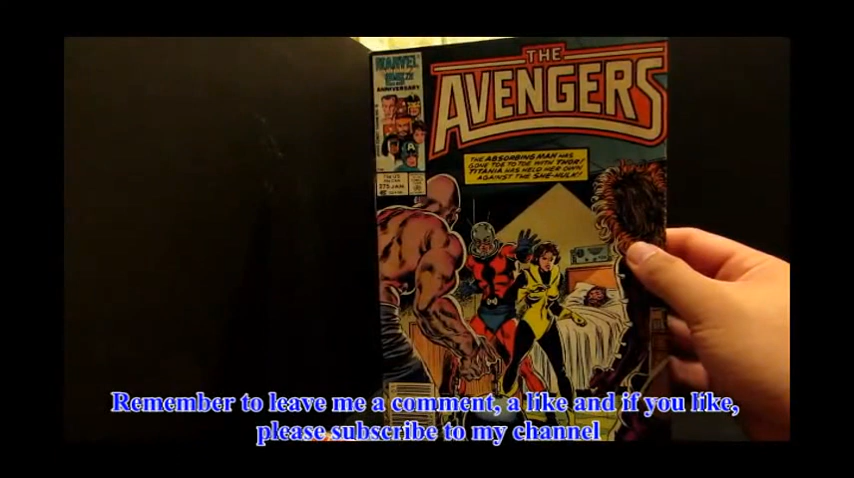 MARVEL
ANNIVERSARY
THE
AVENGERS
THE ABSORBING MAN HAS
GONE TOE TO TOE WITH THOR!
TITANIA HAS HELD HER OWN
AGAINST THE SHE-HULK!
275 JAN
Remember to leave me a comment, a like and if you like,
please subscribe to my channel